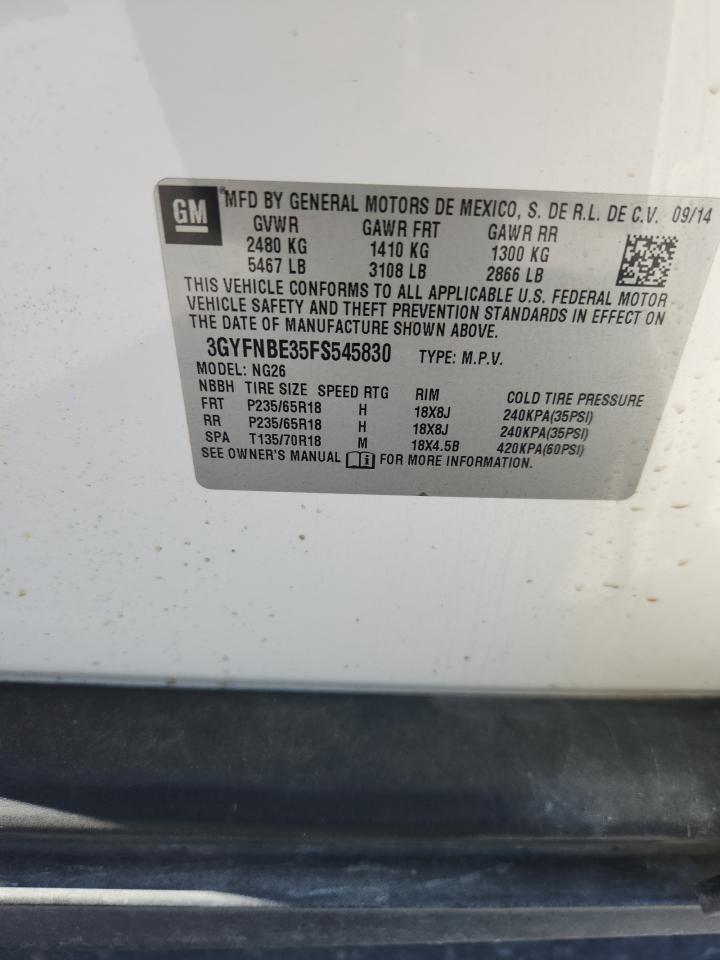 GM MFD BY GENERAL MOTORS DE MEXICO, S. DE R.L. DE C.V. 09/14
GVWR GAWR FRT GAWR RR
2480 KG 1410 KG 1300 KG
5467 LB 3108 LB 2866 LB
THIS VEHICLE CONFORMS TO ALL APPLICABLE U.S. FEDERAL MOTOR
VEHICLE SAFETY AND THEFT PREVENTION STANDARDS IN EFFECT ON
THE DATE OF MANUFACTURE SHOWN ABOVE.
3GYFNBE35FS545830 TYPE: M.P.V.
MODEL: NG26
NBBH TIRE SIZE SPEED RTG RIM COLD TIRE PRESSURE
FRT P235/65R18 H 18X8J 240KPA(35PSI)
RR P235/65R18 H 18X8J 240KPA(35PSI)
SPA T135/70R18 M 18X4.5B 420KPA(60PSI)
SEE OWNER'S MANUAL FOR MORE INFORMATION.